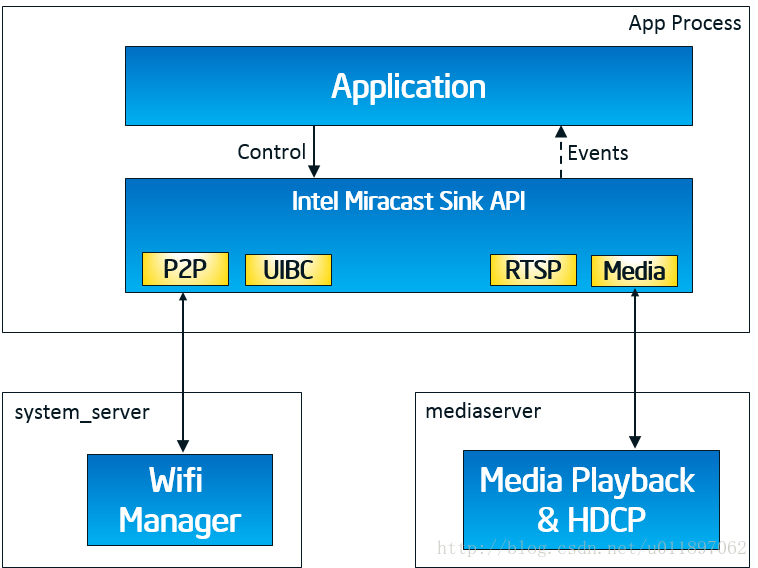 App Process
Application
Control
Events
Intel Miracast Sink API
P2P
UIBC
RTSP
Media
system_server
mediaserver
Wifi
Manager
Media Playback
& HDCP
http://blog.csdn.net/u011897062